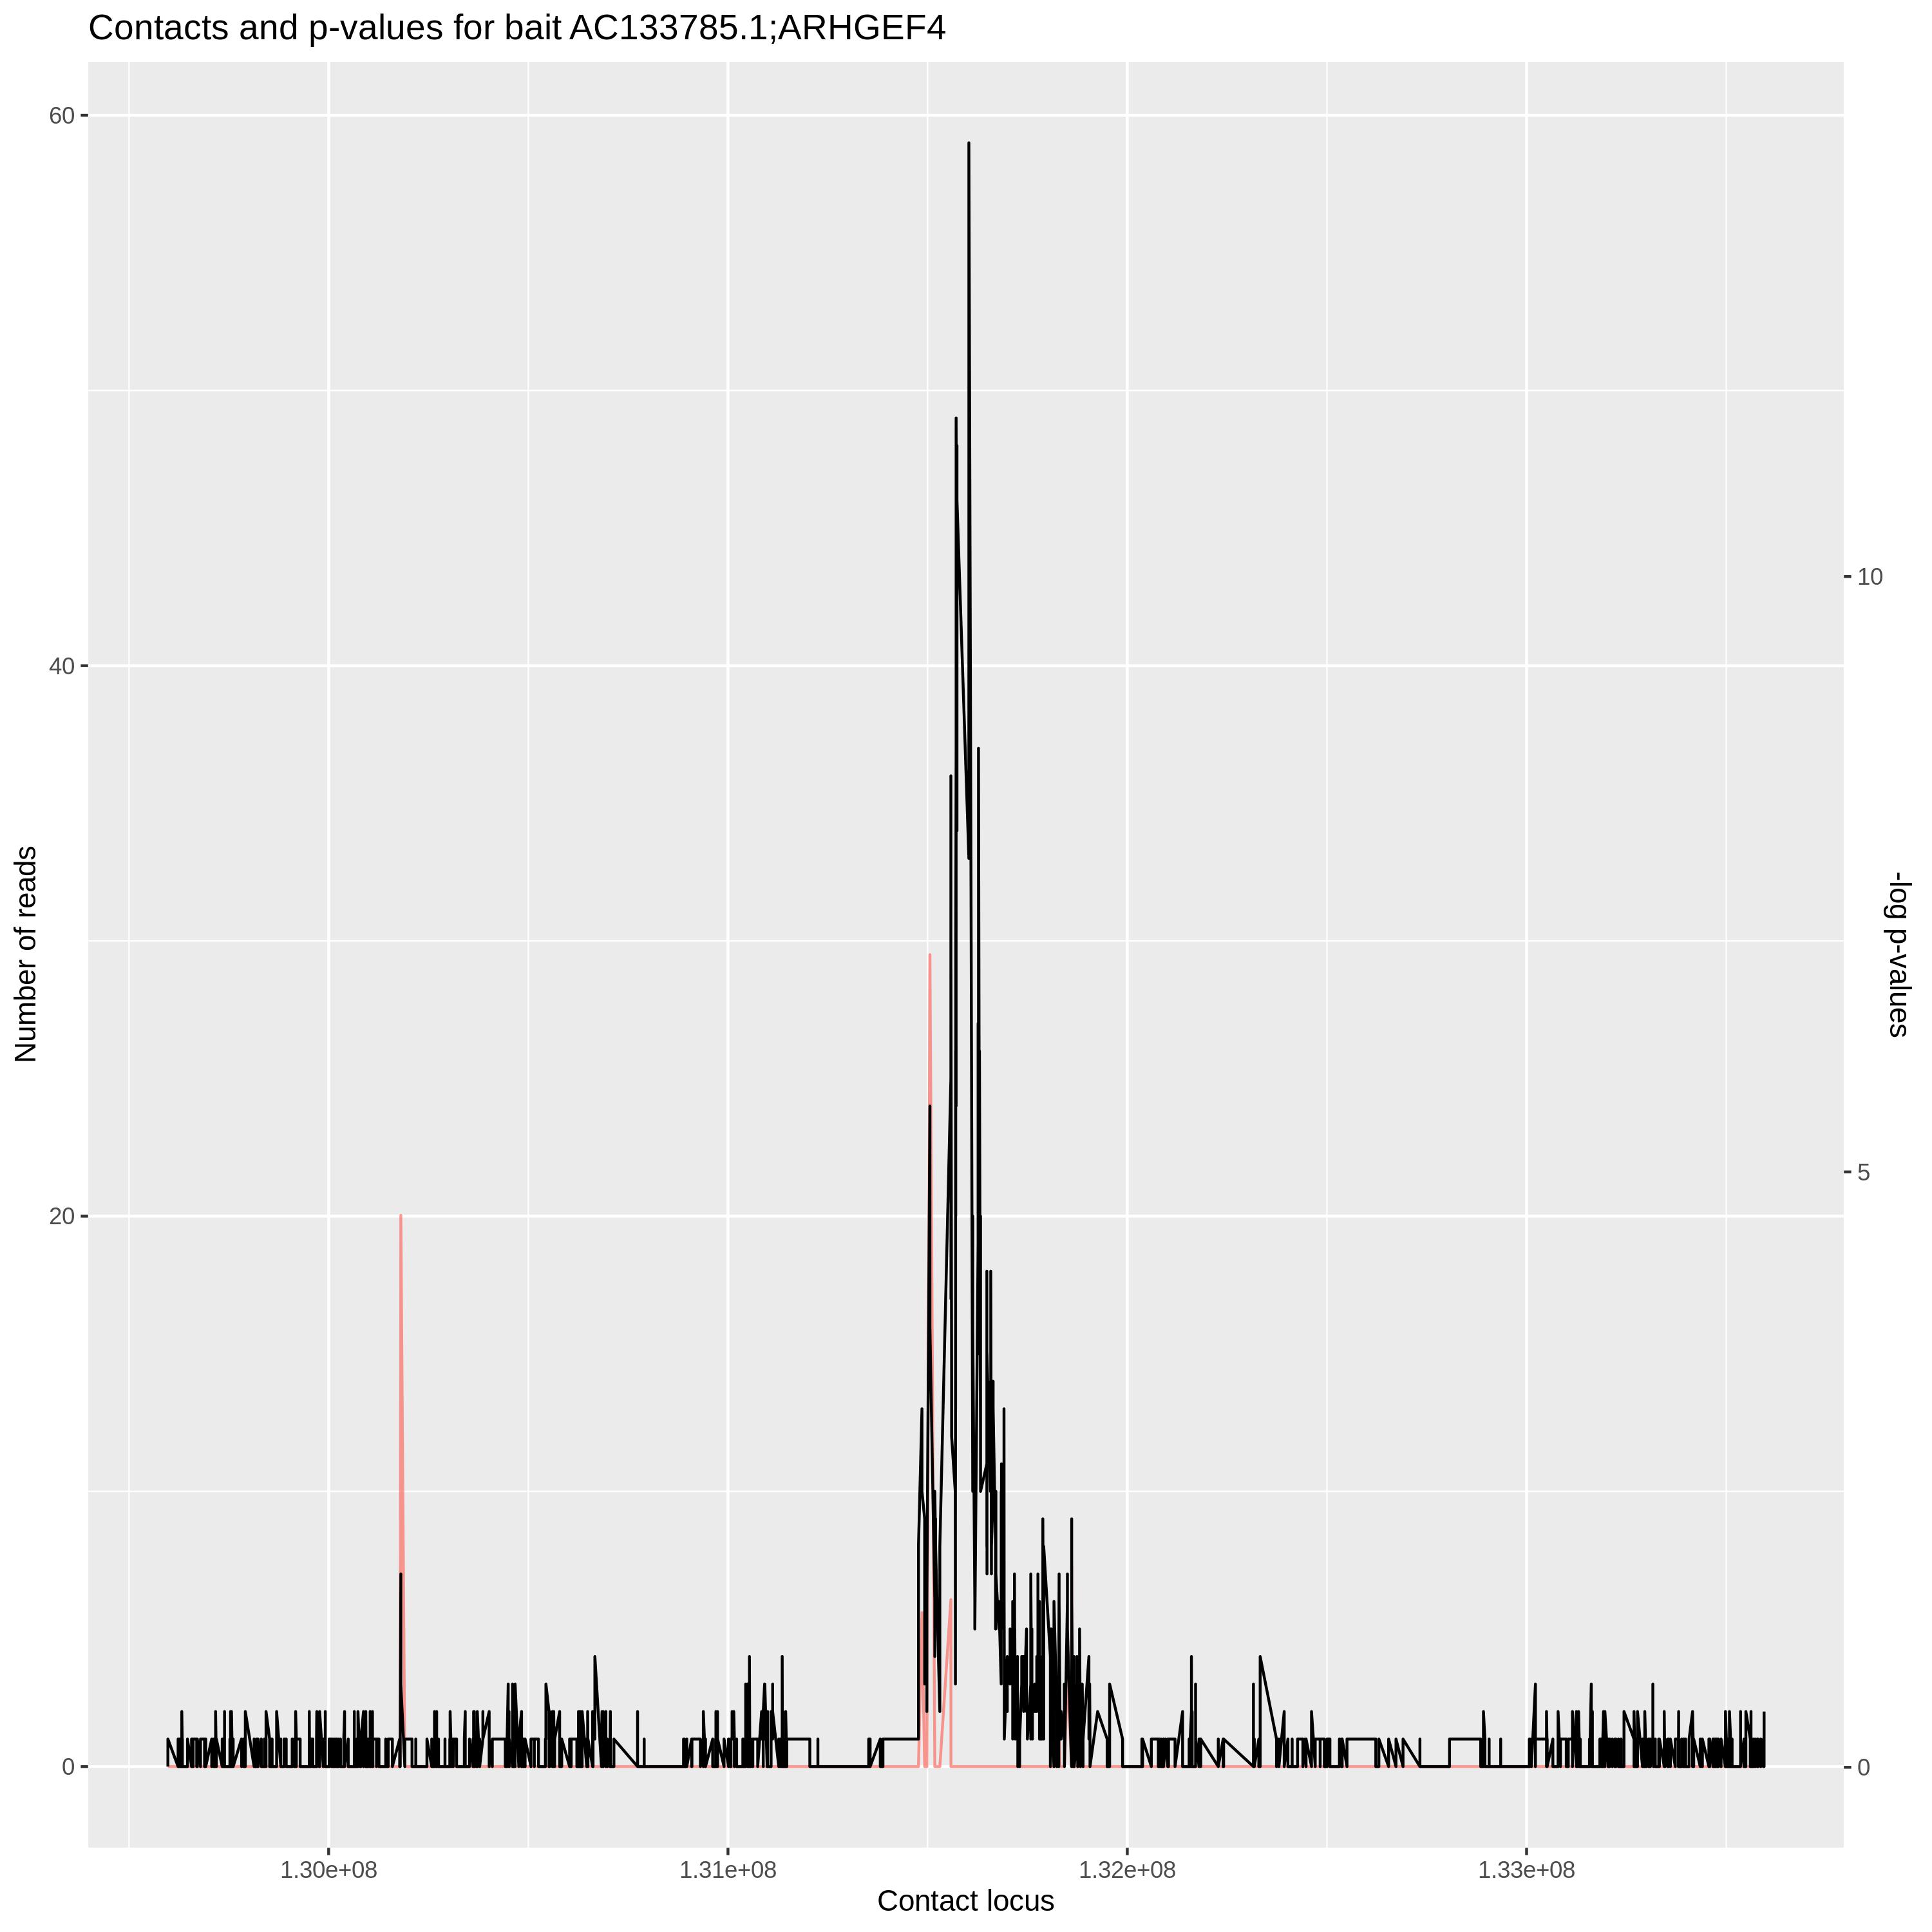 Contacts and p-values for bait AC133785.1;ARHGEF4
60
40
20
0
Number of reads
10
5
0
-log p-values
1.30e+08 1.31e+08 1.32e+08 1.33e+08
Contact locus